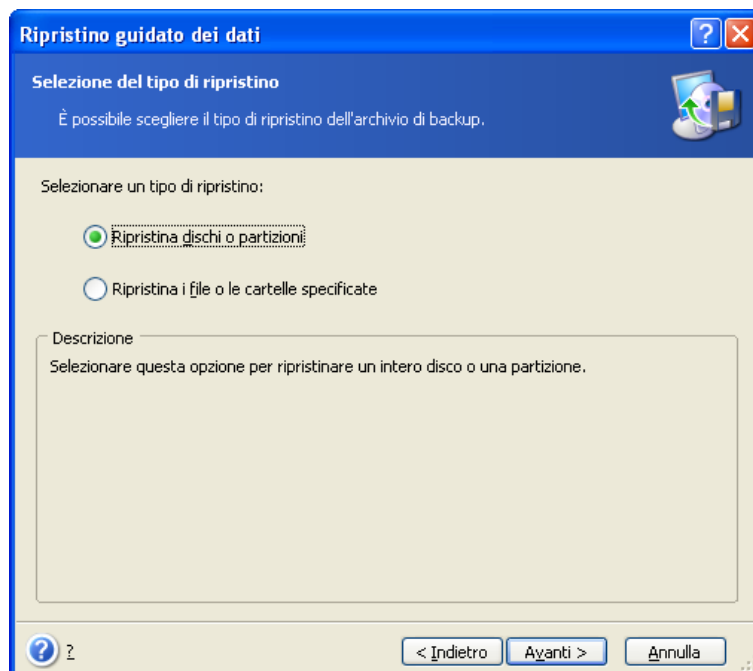 Ripristino guidato dei dati
Selezione del tipo di ripristino
È possibile scegliere il tipo di ripristino dell'archivio di backup.
Selezionare un tipo di ripristino:
Ripristina dischi o partizioni
Ripristina i file o le cartelle specificate
Descrizione
Selezionare questa opzione per ripristinare un intero disco o una partizione.
? < Indietro Avanti > Annulla